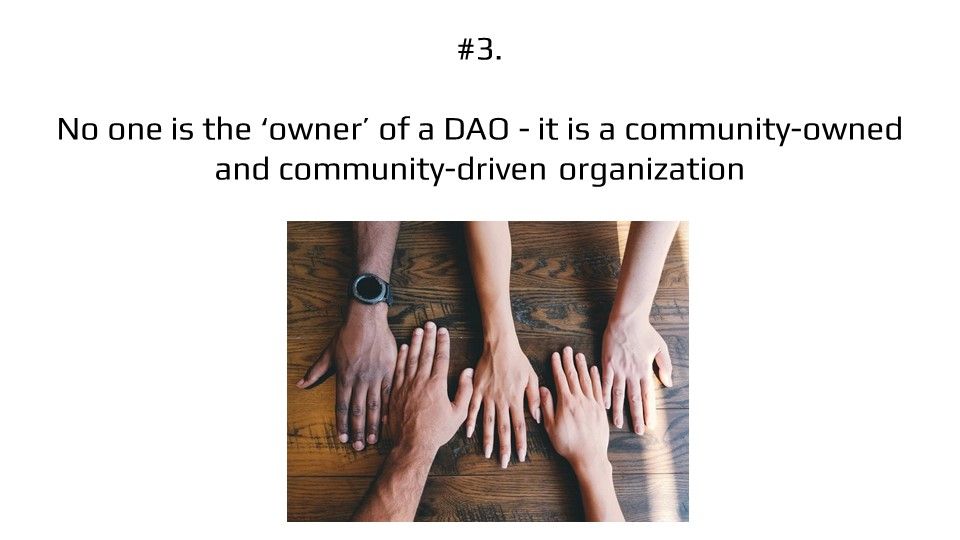 #3.
No one is the ‘owner’ of a DAO - it is a community-owned
and community-driven organization